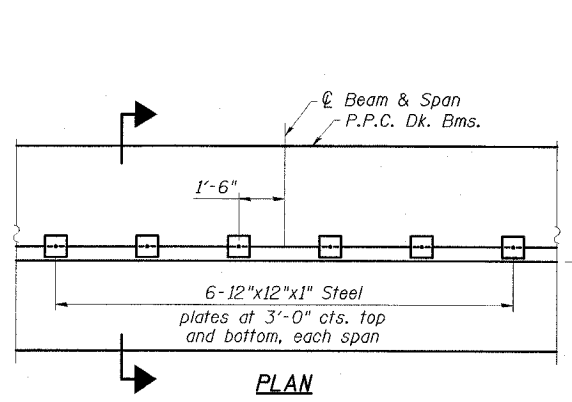 ℄ Beam & Span
P.P.C. Dk. Bms.
1'-6"
6-12"x12"x1" Steel
plates at 3'-0" cts. top
and bottom, each span
PLAN